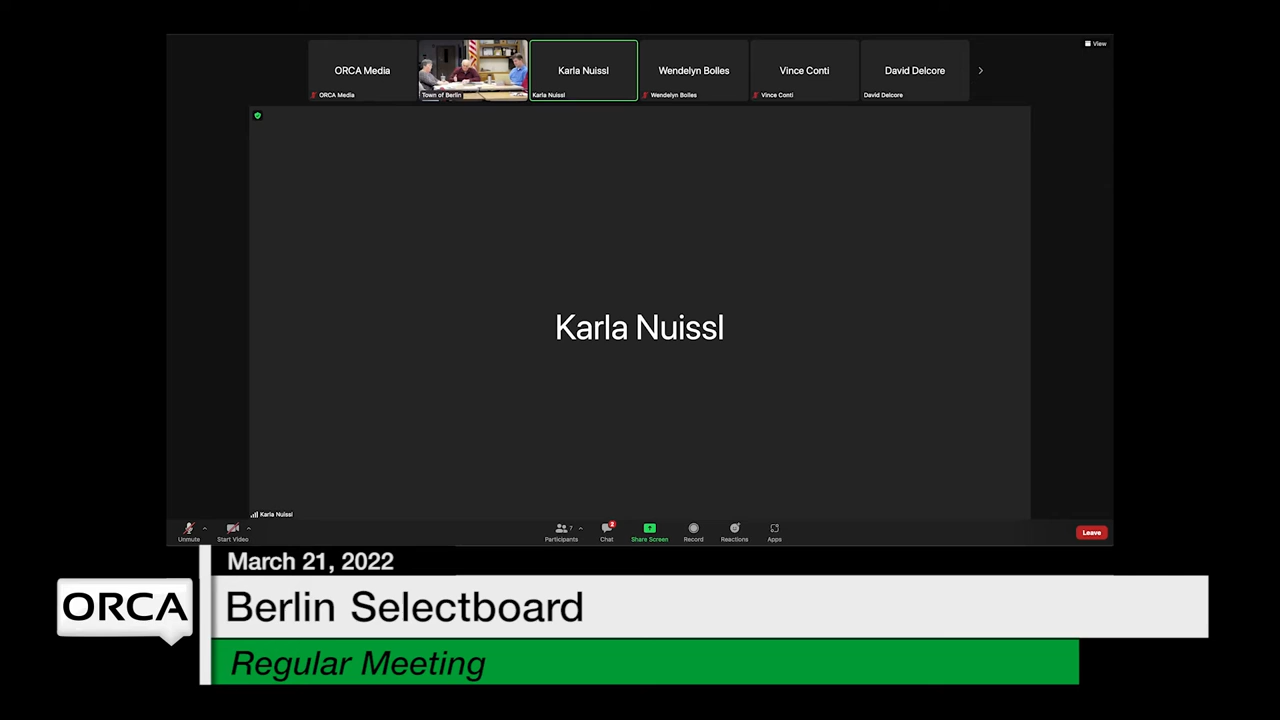 View
ORCA Media
Karla Nuissl
Wendelyn Bolles
Vince Conti
David Delcore
ORCA Media
Town of Berlin
Karla Nuissl
Wendelyn Bolles
Vince Conti
David Delcore
Karla Nuissl
Karla Nuissl
7
2
Unmute
Start Video
Participants
Chat
Share Screen
Record
Reactions
Apps
Leave
March 21, 2022
ORCA
Berlin Selectboard
Regular Meeting